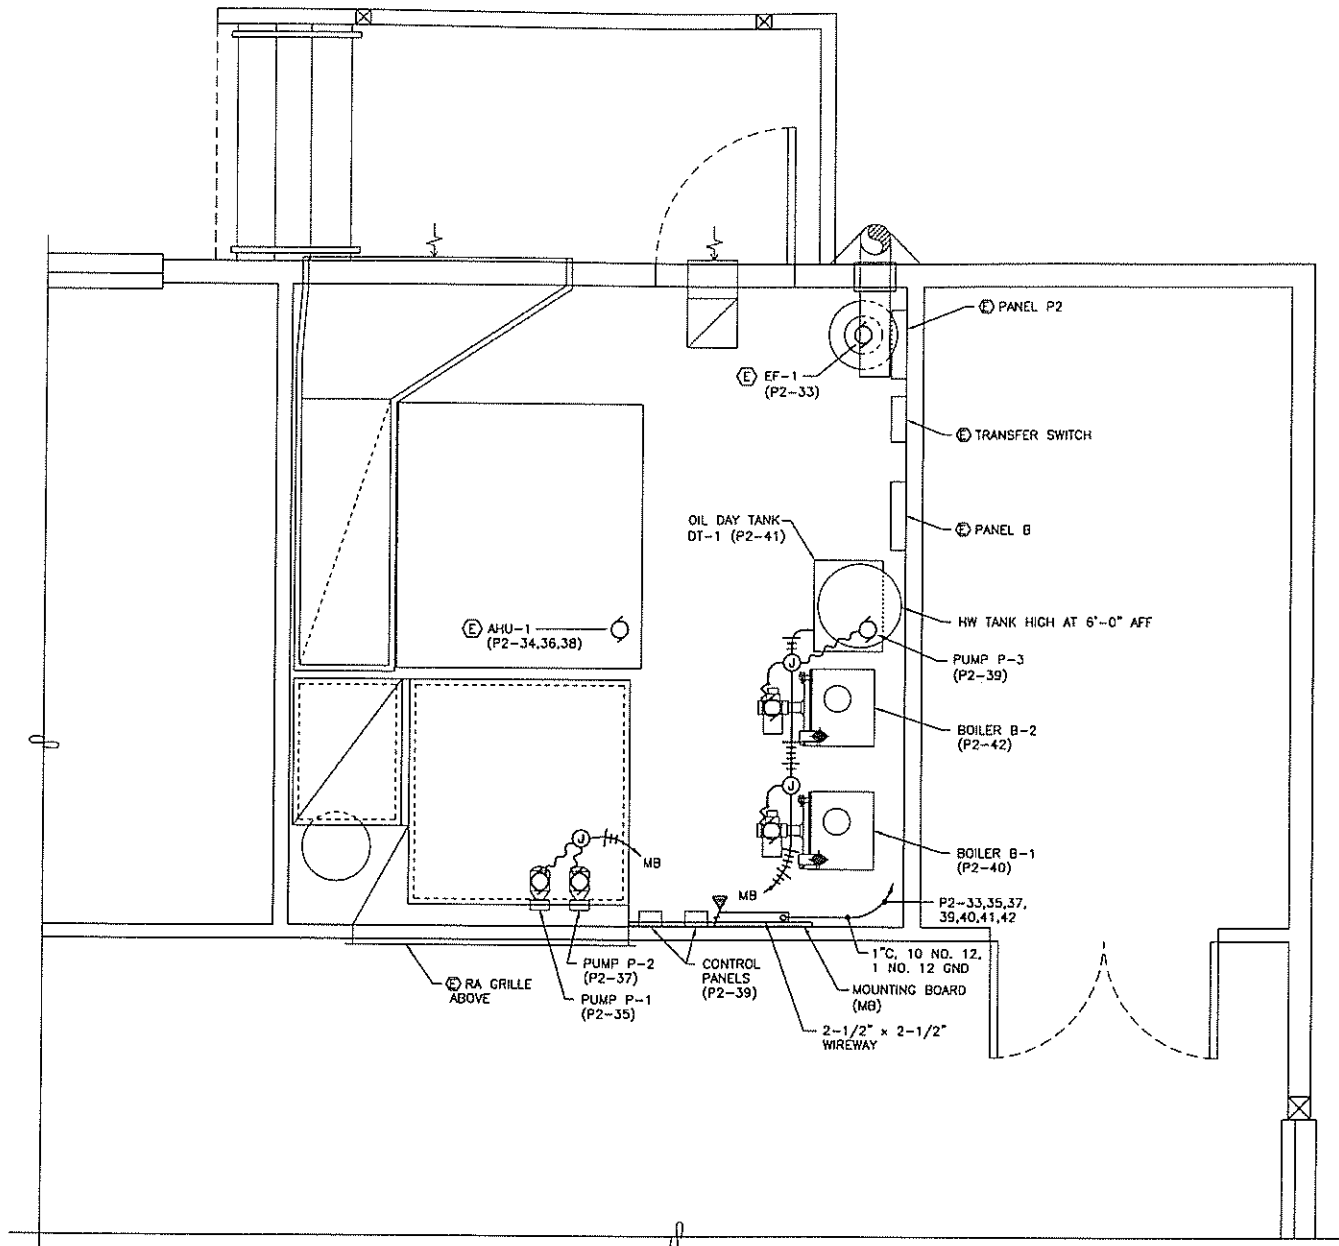 E PANEL P2
E EF-1
(P2-33)
E TRANSFER SWITCH
OIL DAY TANK
DT-1 (P2-41)
E PANEL B
HW TANK HIGH AT 6'-0" AFF
E AHU-1
(P2-34,36,38)
PUMP P-3
(P2-39)
J
BOILER B-2
(P2-42)
J
BOILER B-1
(P2-40)
J
MB
MB
P2-33,35,37,
39,40,41,42
1"C, 10 NO. 12,
1 NO. 12 GND
PUMP P-2
(P2-37)
CONTROL
PANELS
(P2-39)
E RA GRILLE
ABOVE
MOUNTING BOARD
(MB)
PUMP P-1
(P2-35)
2-1/2" x 2-1/2"
WIREWAY